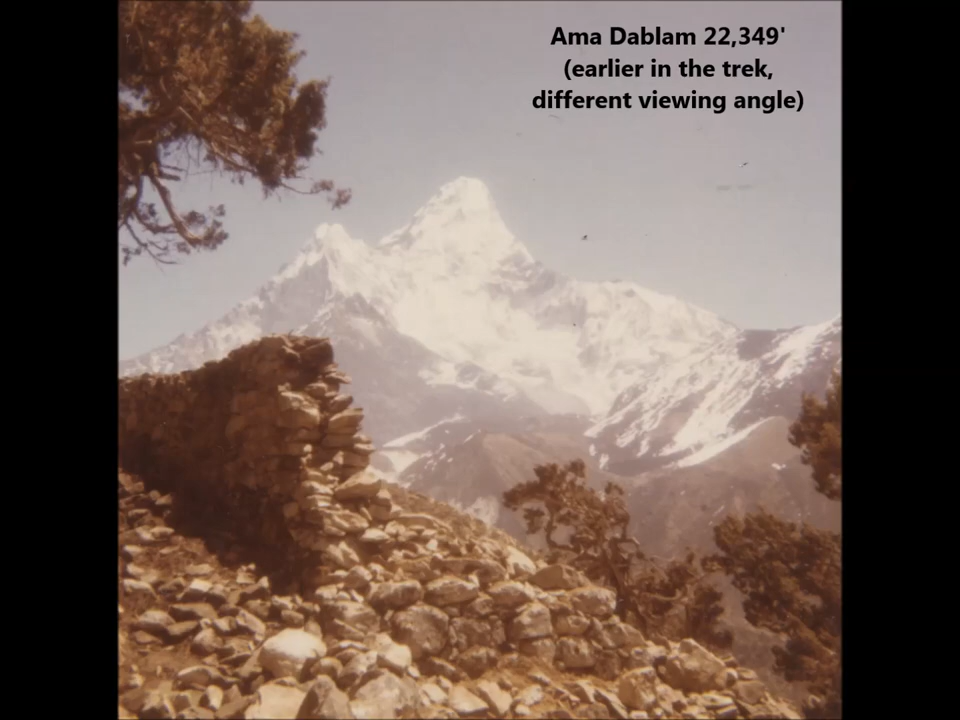 Ama Dablam 22,349'
(earlier in the trek,
different viewing angle)